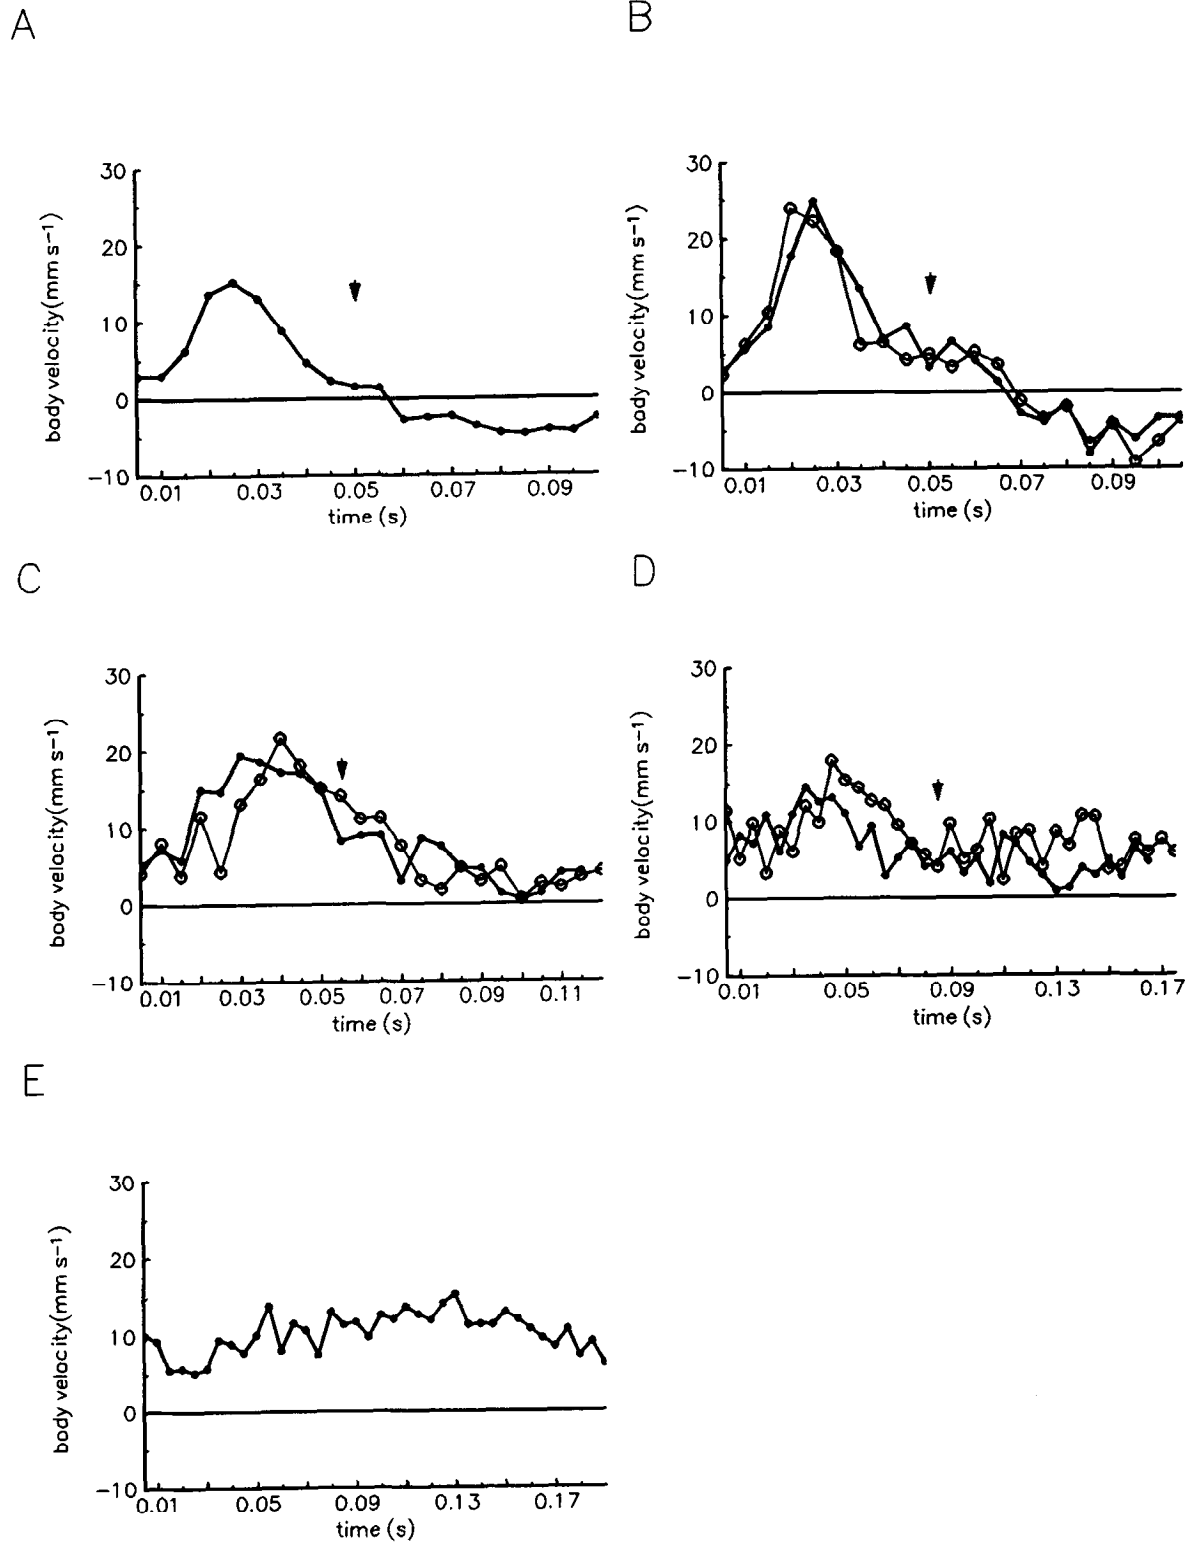 A
B
30
20
10
0
−10
body velocity(mm s⁻¹)
0.01 0.03 0.05 0.07 0.09
time (s)
30
20
10
0
−10
body velocity(mm s⁻¹)
0.01 0.03 0.05 0.07 0.09
time (s)
C
D
30
20
10
0
−10
body velocity(mm s⁻¹)
0.01 0.03 0.05 0.07 0.09 0.11
time (s)
30
20
10
0
−10
body velocity(mm s⁻¹)
0.01 0.05 0.09 0.13 0.17
time (s)
E
30
20
10
0
−10
body velocity(mm s⁻¹)
0.01 0.05 0.09 0.13 0.17
time (s)